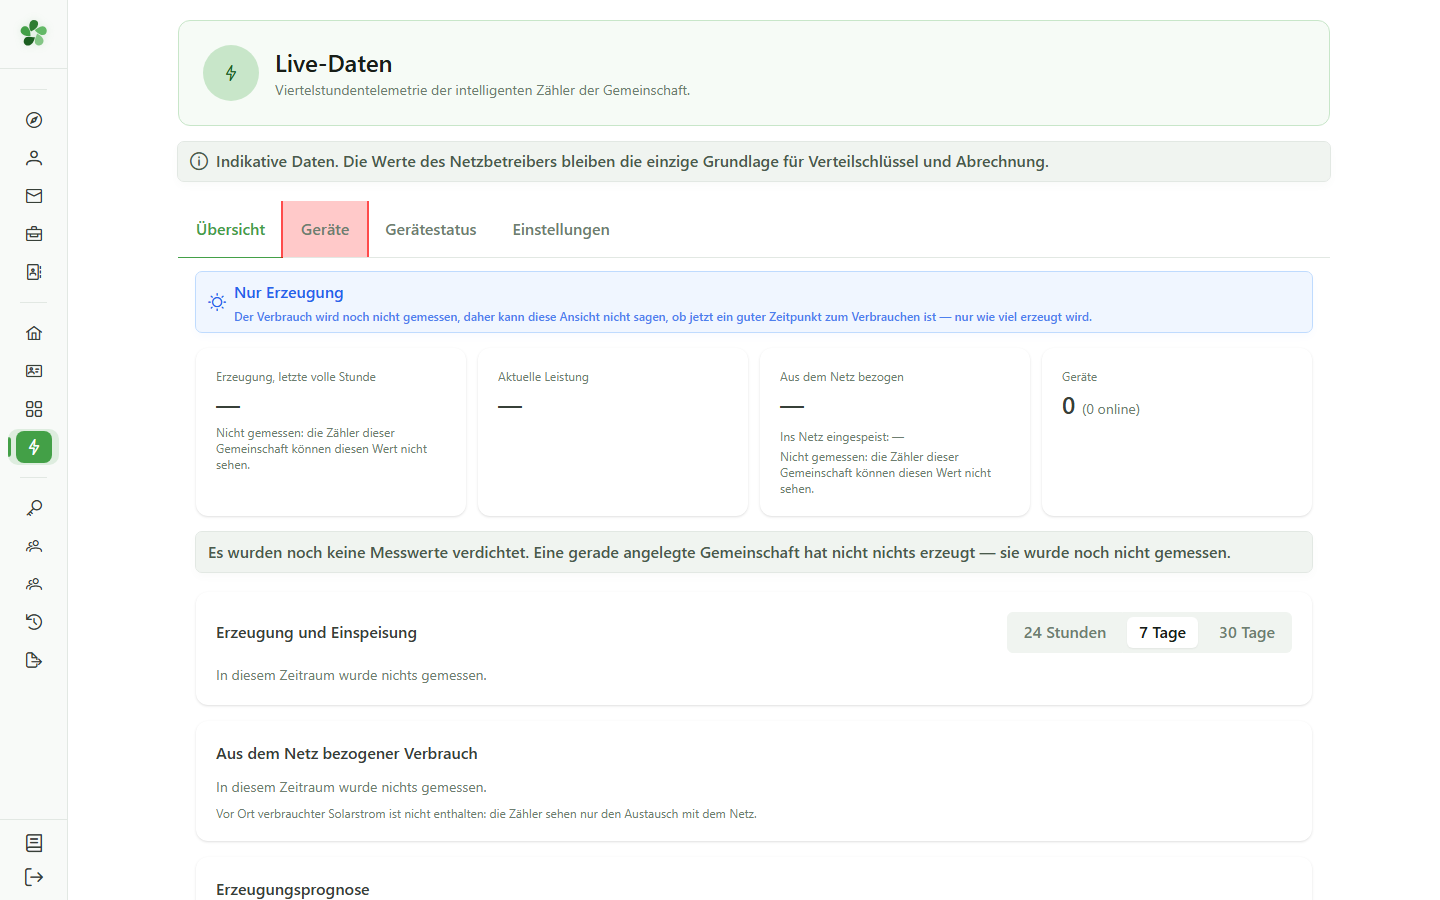 Live-Daten
Viertelstundentelemetrie der intelligenten Zähler der Gemeinschaft.
Indikative Daten. Die Werte des Netzbetreibers bleiben die einzige Grundlage für Verteilschlüssel und Abrechnung.
Übersicht Geräte Gerätestatus Einstellungen
Nur Erzeugung
Der Verbrauch wird noch nicht gemessen, daher kann diese Ansicht nicht sagen, ob jetzt ein guter Zeitpunkt zum Verbrauchen ist — nur wie viel erzeugt wird.
Erzeugung, letzte volle Stunde
—
Nicht gemessen: die Zähler dieser
Gemeinschaft können diesen Wert nicht
sehen.
Aktuelle Leistung
—
Aus dem Netz bezogen
—
Ins Netz eingespeist: —
Nicht gemessen: die Zähler dieser
Gemeinschaft können diesen Wert nicht
sehen.
Geräte
0 (0 online)
Es wurden noch keine Messwerte verdichtet. Eine gerade angelegte Gemeinschaft hat nicht nichts erzeugt — sie wurde noch nicht gemessen.
Erzeugung und Einspeisung
24 Stunden 7 Tage 30 Tage
In diesem Zeitraum wurde nichts gemessen.
Aus dem Netz bezogener Verbrauch
In diesem Zeitraum wurde nichts gemessen.
Vor Ort verbrauchter Solarstrom ist nicht enthalten: die Zähler sehen nur den Austausch mit dem Netz.
Erzeugungsprognose